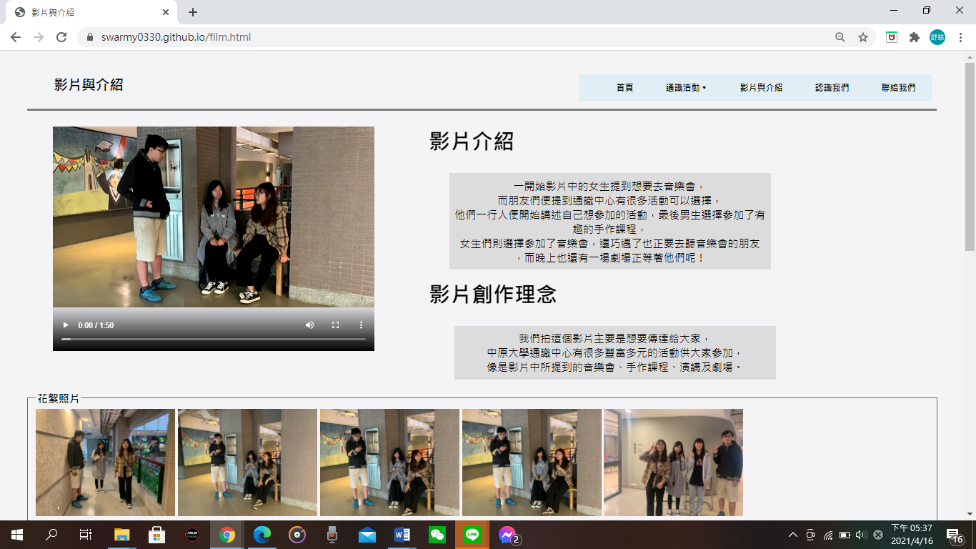 影片與介紹
swarmy0330.github.io/film.html
舒慈
影片與介紹
首頁
通識活動
影片與介紹
認識我們
聯絡我們
影片介紹
一開始影片中的女生提到想要去音樂會，
而朋友們便提到通識中心有很多活動可以選擇，
他們一行人便開始講述自己想參加的活動，最後男生選擇參加了有
趣的手作課程，
女生們則選擇參加了音樂會，還巧遇了也正要去聽音樂會的朋友
，而晚上也還有一場劇場正等著他們呢！
0:00 / 1:50
影片創作理念
我們拍這個影片主要是想要傳達給大家，
中原大學通識中心有很多豐富多元的活動供大家參加，
像是影片中所提到的音樂會、手作課程、演講及劇場。
花絮照片
下午 05:37
2021/4/16
2
16